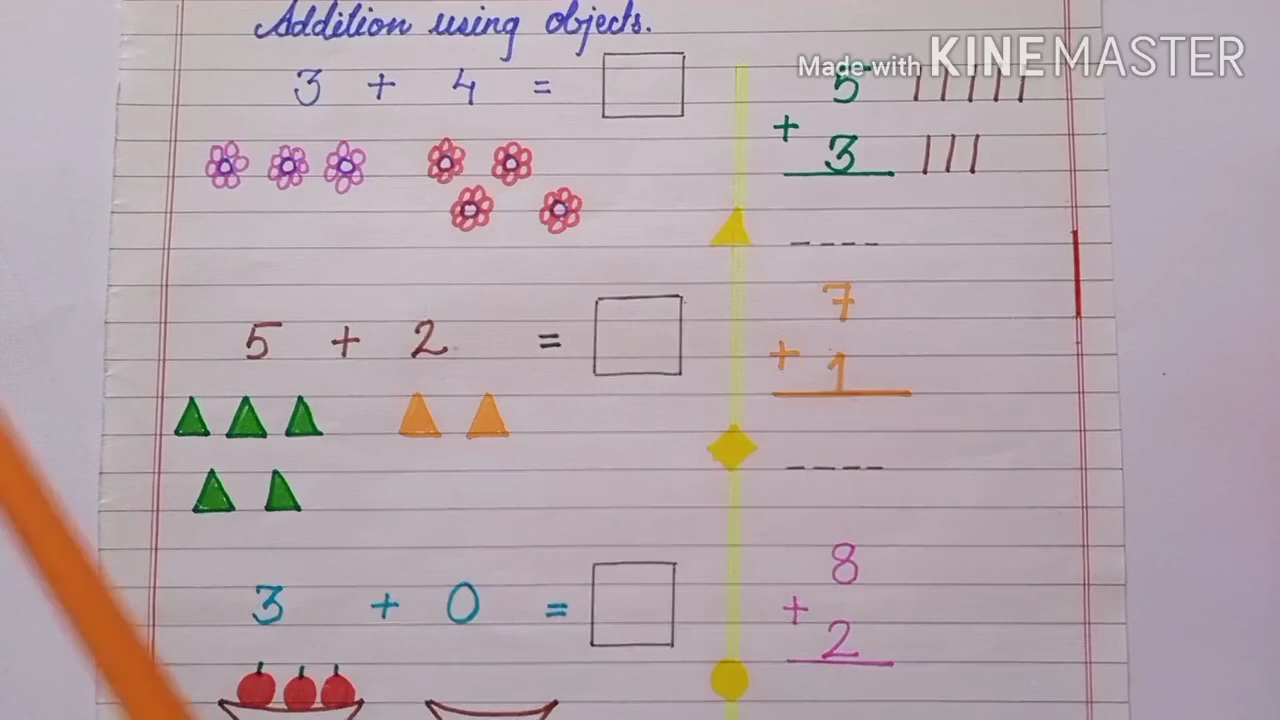 Addition using objects.
3 + 4 =
5 + 2 =
3 + 0 =
Made with KINEMASTER
5
+ 3
7
+ 1
8
+ 2